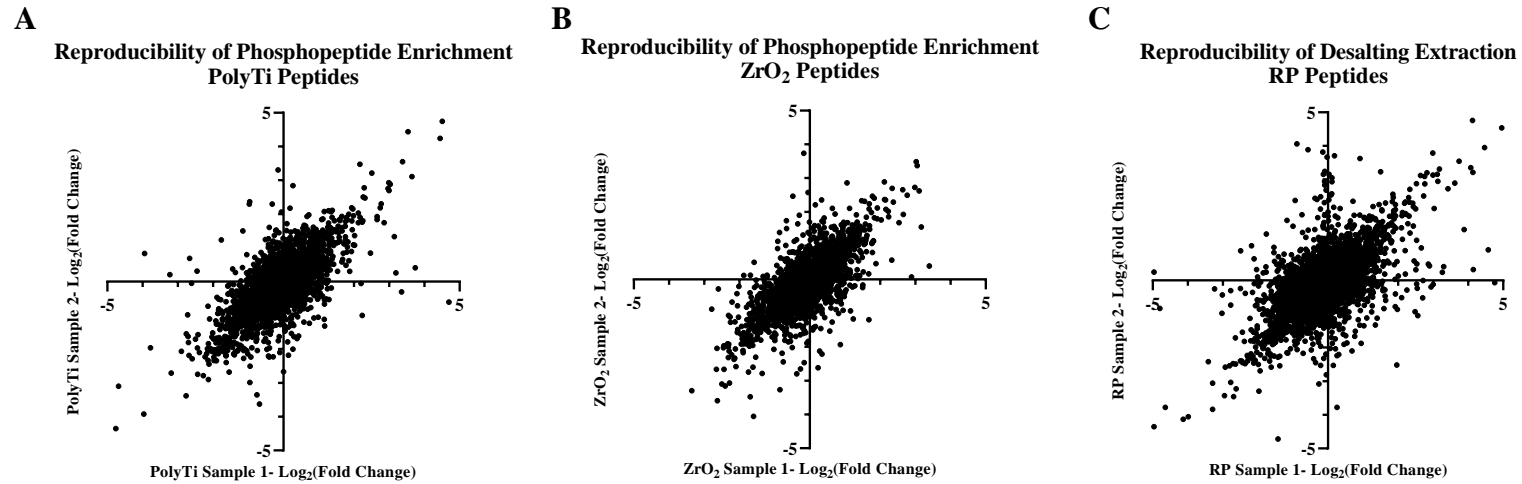 A
Reproducibility of Phosphopeptide Enrichment
PolyTi Peptides
5
-5
5
-5
PolyTi Sample 2- Log₂(Fold Change)
PolyTi Sample 1- Log₂(Fold Change)
B
Reproducibility of Phosphopeptide Enrichment
ZrO₂ Peptides
5
-5
5
-5
ZrO₂ Sample 2- Log₂(Fold Change)
ZrO₂ Sample 1- Log₂(Fold Change)
C
Reproducibility of Desalting Extraction
RP Peptides
5
-5
5
-5
RP Sample 2- Log₂(Fold Change)
RP Sample 1- Log₂(Fold Change)